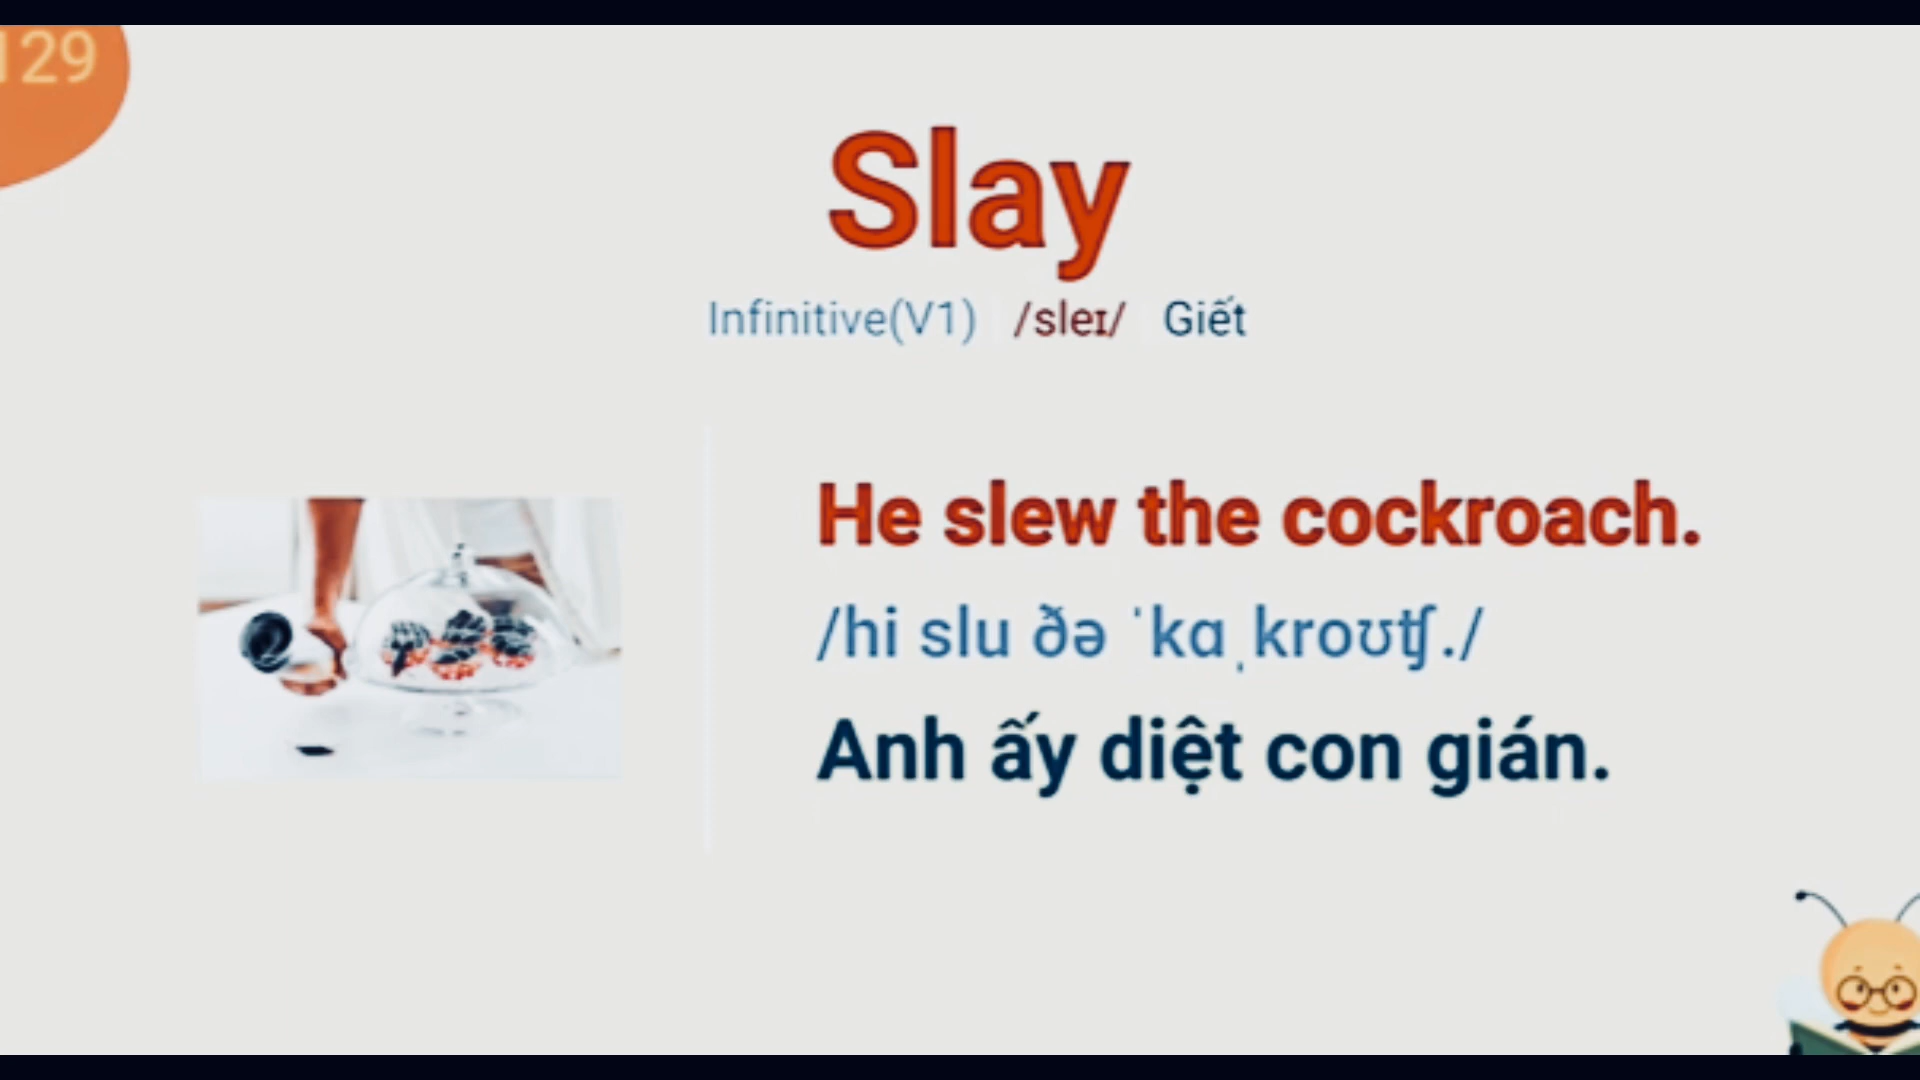 129
Slay
Infinitive(V1) /sleɪ/ Giết
He slew the cockroach.
/hi slu ðə ˈkɑˌkroʊʧ./
Anh ấy diệt con gián.